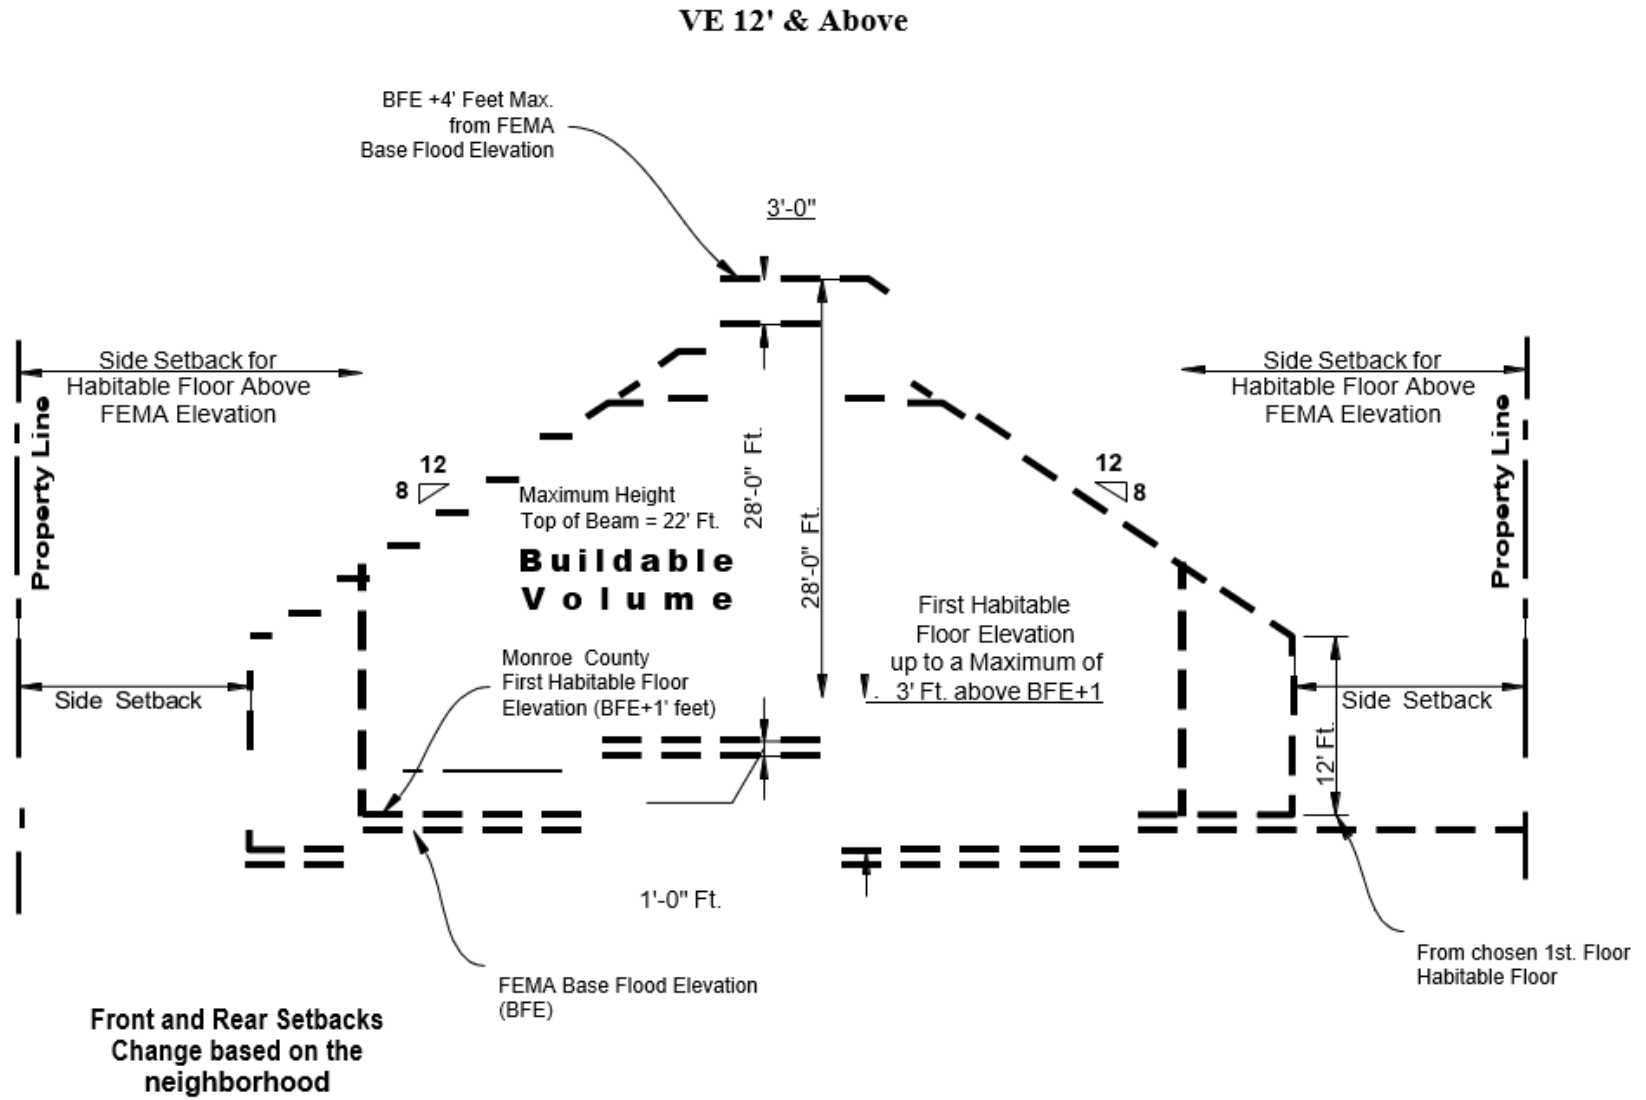 VE 12' & Above
BFE +4' Feet Max.
from FEMA
Base Flood Elevation
3'-0"
Side Setback for
Habitable Floor Above
FEMA Elevation
Side Setback for
Habitable Floor Above
FEMA Elevation
Property Line
Property Line
12
8
12
8
Maximum Height
Top of Beam = 22' Ft.
28'-0" Ft.
28'-0" Ft.
Buildable
Volume
First Habitable
Floor Elevation
up to a Maximum of
3' Ft. above BFE+1
Monroe County
First Habitable Floor
Elevation (BFE+1' feet)
Side Setback
Side Setback
12' Ft.
1'-0" Ft.
From chosen 1st. Floor
Habitable Floor
FEMA Base Flood Elevation
(BFE)
Front and Rear Setbacks
Change based on the
neighborhood